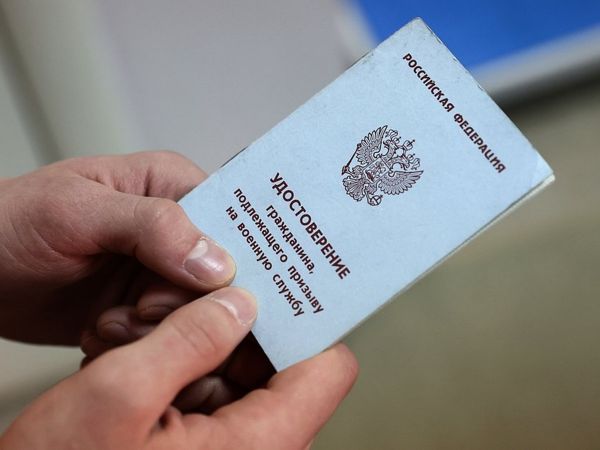 РОССИЙСКАЯ ФЕДЕРАЦИЯ
УДОСТОВЕРЕНИЕ
гражданина,
подлежащего призыву
на военную службу